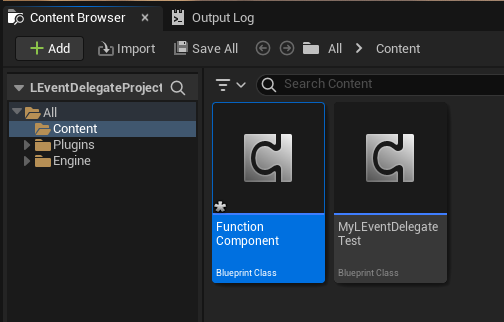 Content Browser
Output Log
Add
Import
Save All
All
Content
LEventDelegateProject
Search Content
All
Content
Plugins
Engine
Function
Component
Blueprint Class
MyLEventDelegate
Test
Blueprint Class